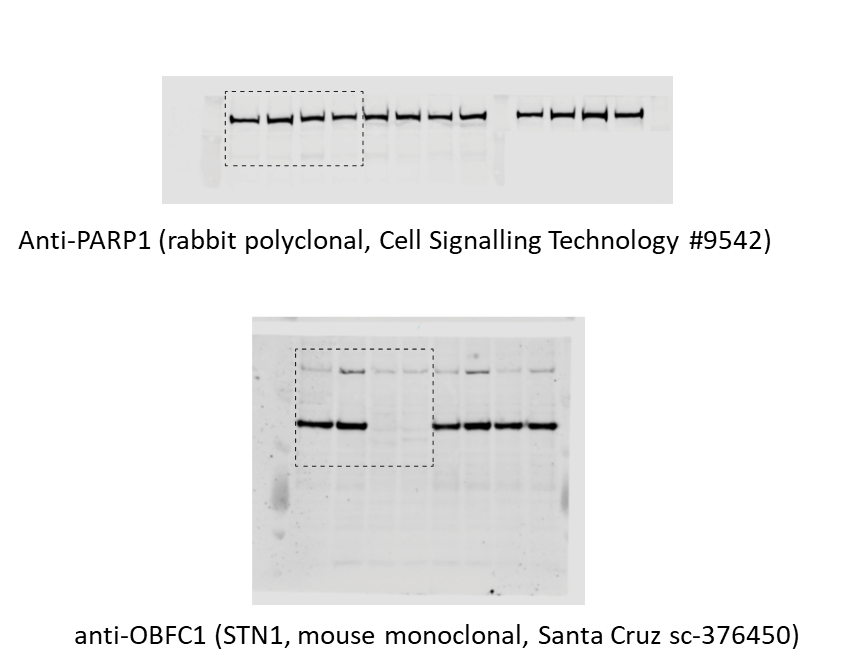 Anti-PARP1 (rabbit polyclonal, Cell Signalling Technology #9542)
anti-OBFC1 (STN1, mouse monoclonal, Santa Cruz sc-376450)